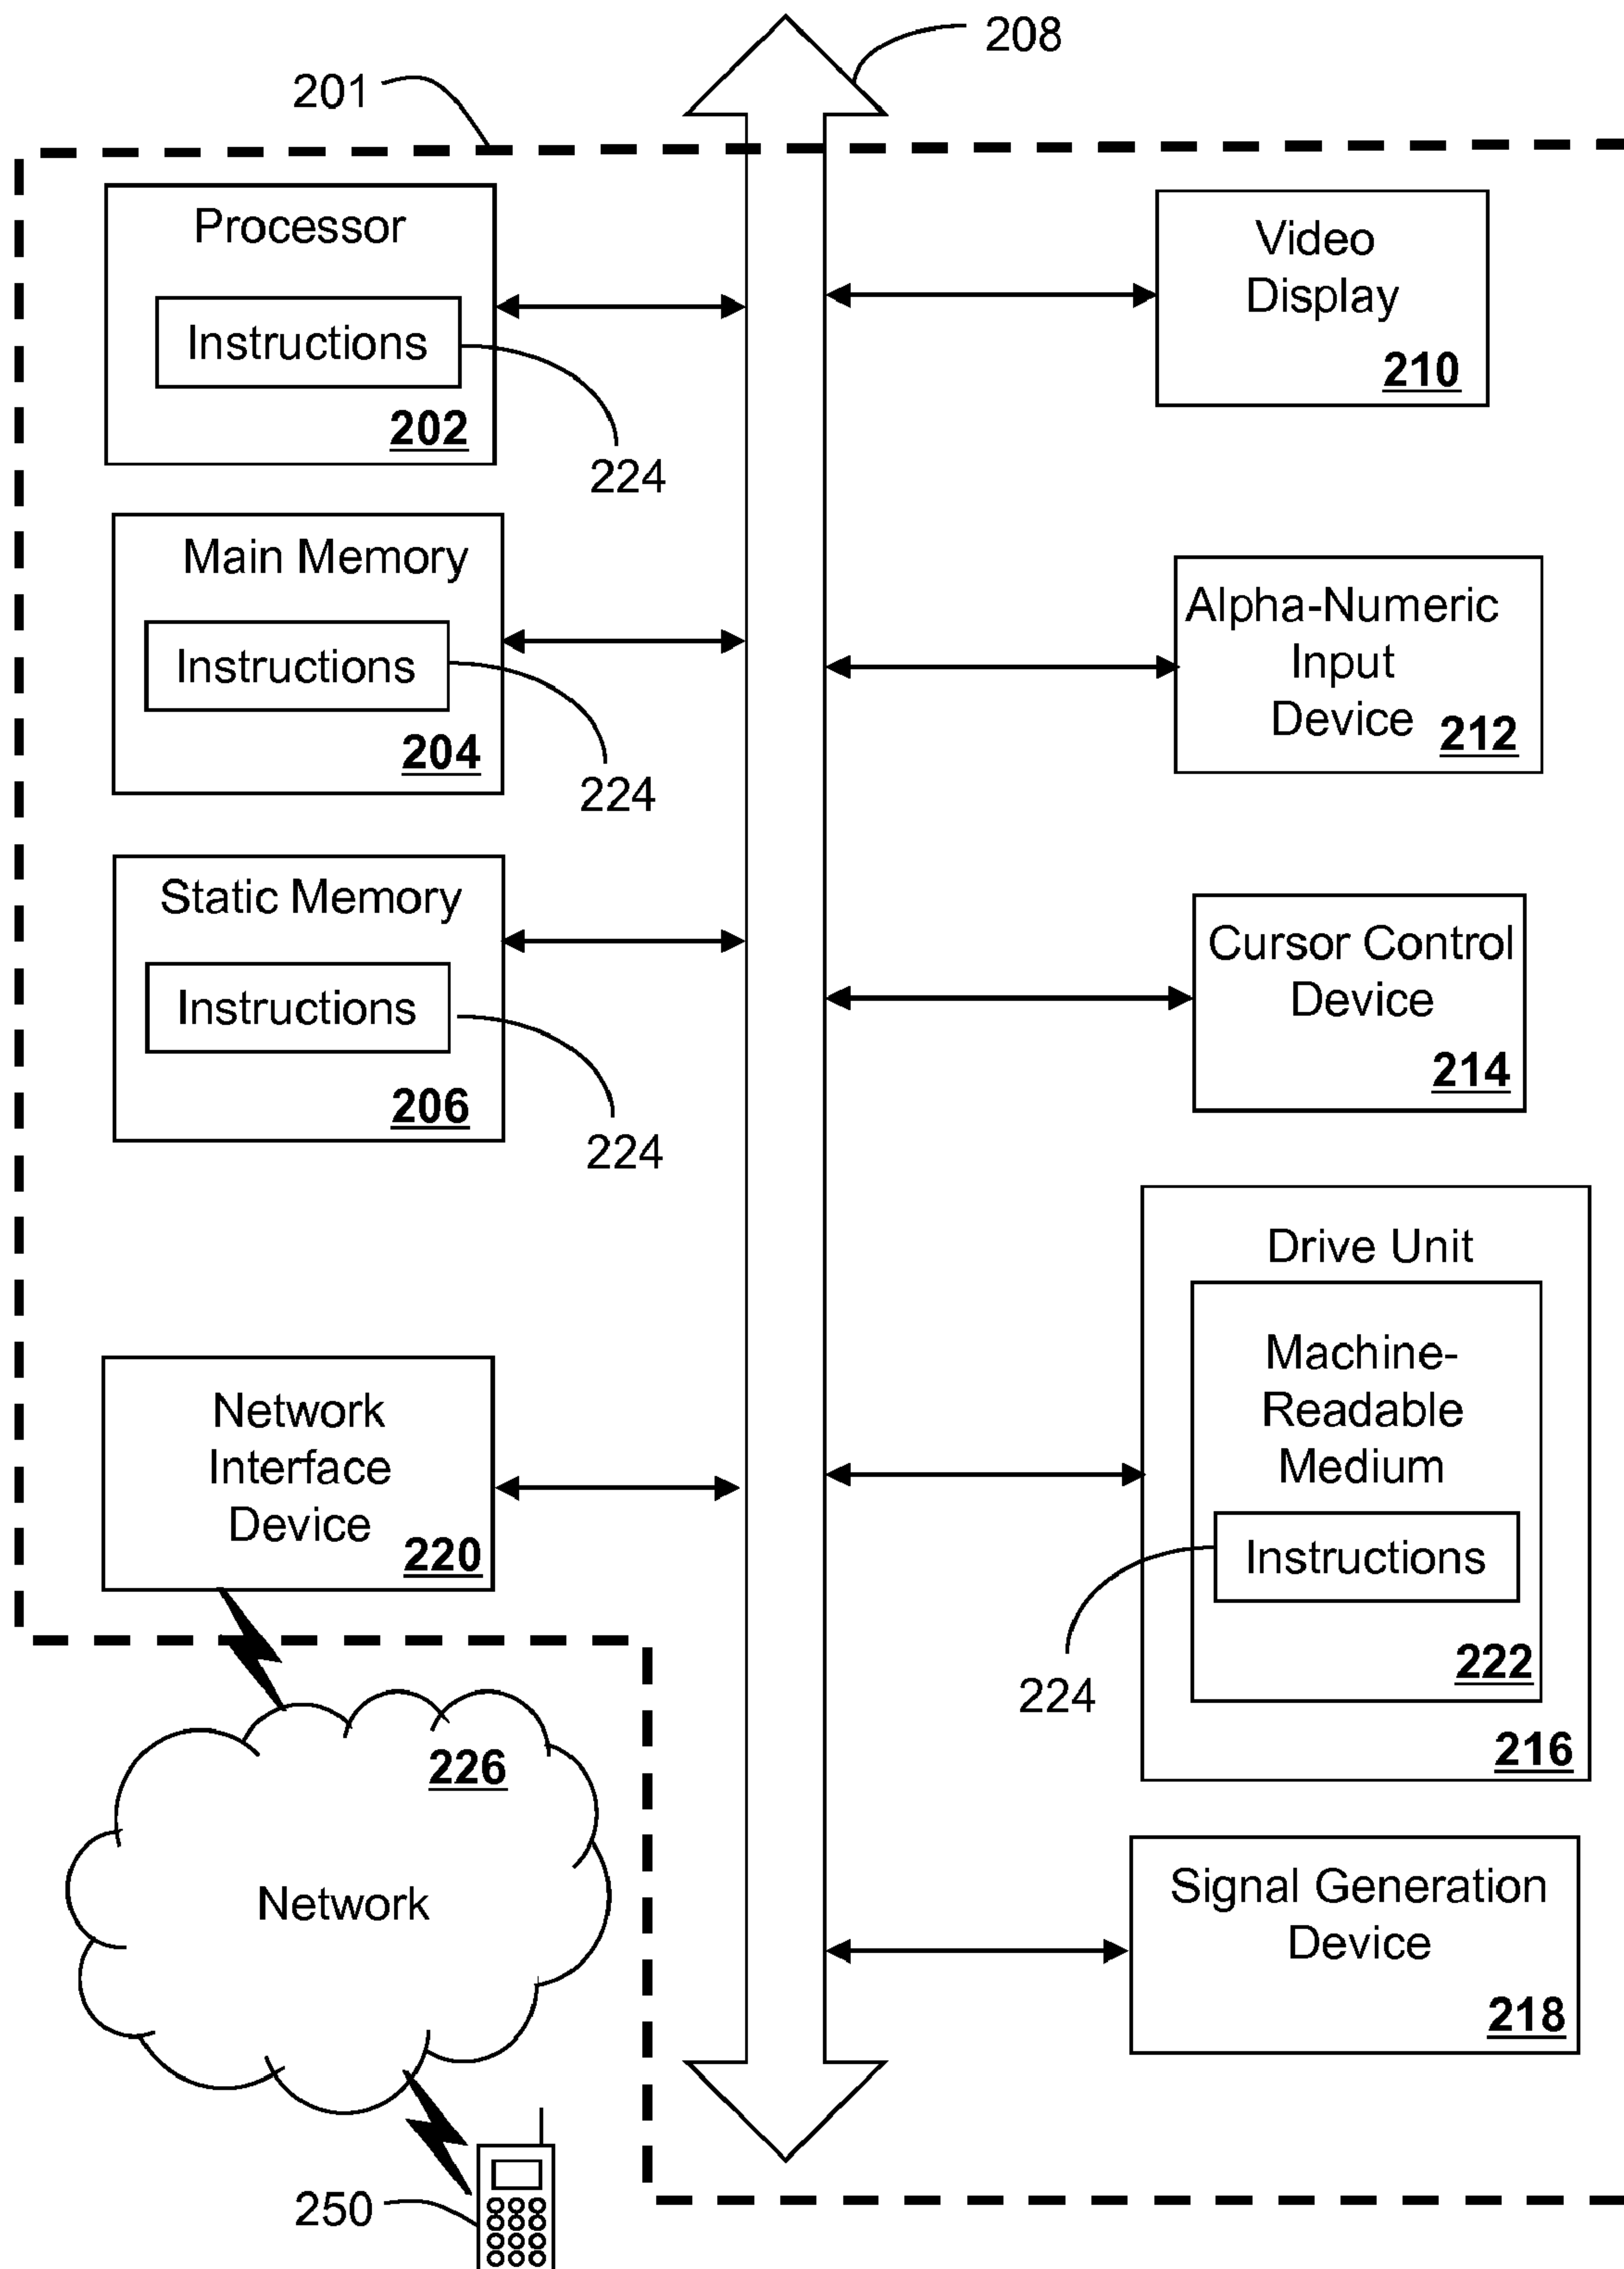 208
201
Processor
Instructions
202
224
Main Memory
Instructions
204
224
Static Memory
Instructions
206
224
Network
Interface
Device
220
226
Network
250
Video
Display
210
Alpha-Numeric
Input
Device
212
Cursor Control
Device
214
Drive Unit
Machine-
Readable
Medium
Instructions
224
222
216
Signal Generation
Device
218